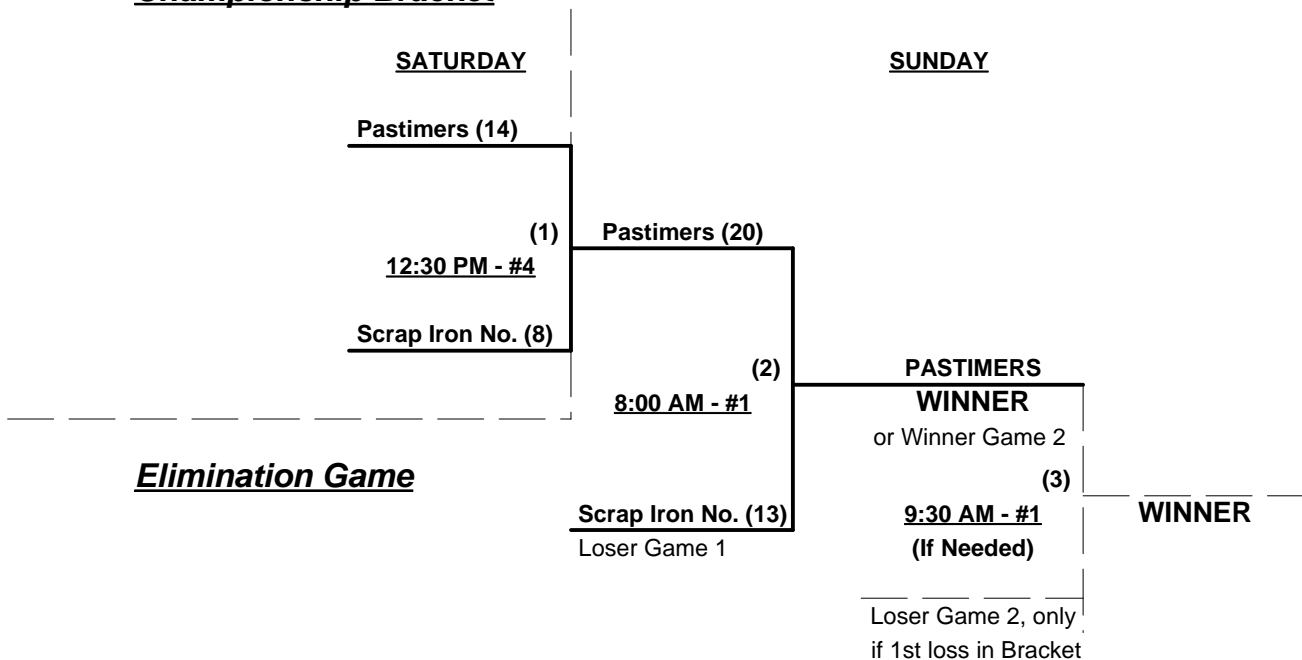 Championship Bracket
SATURDAY
SUNDAY
Pastimers (14)
(1)
Pastimers (20)
12:30 PM - #4
Scrap Iron No. (8)
(2)
PASTIMERS
8:00 AM - #1
WINNER
or Winner Game 2
Elimination Game
(3)
Scrap Iron No. (13)
9:30 AM - #1
WINNER
Loser Game 1
(If Needed)
Loser Game 2, only
if 1st loss in Bracket